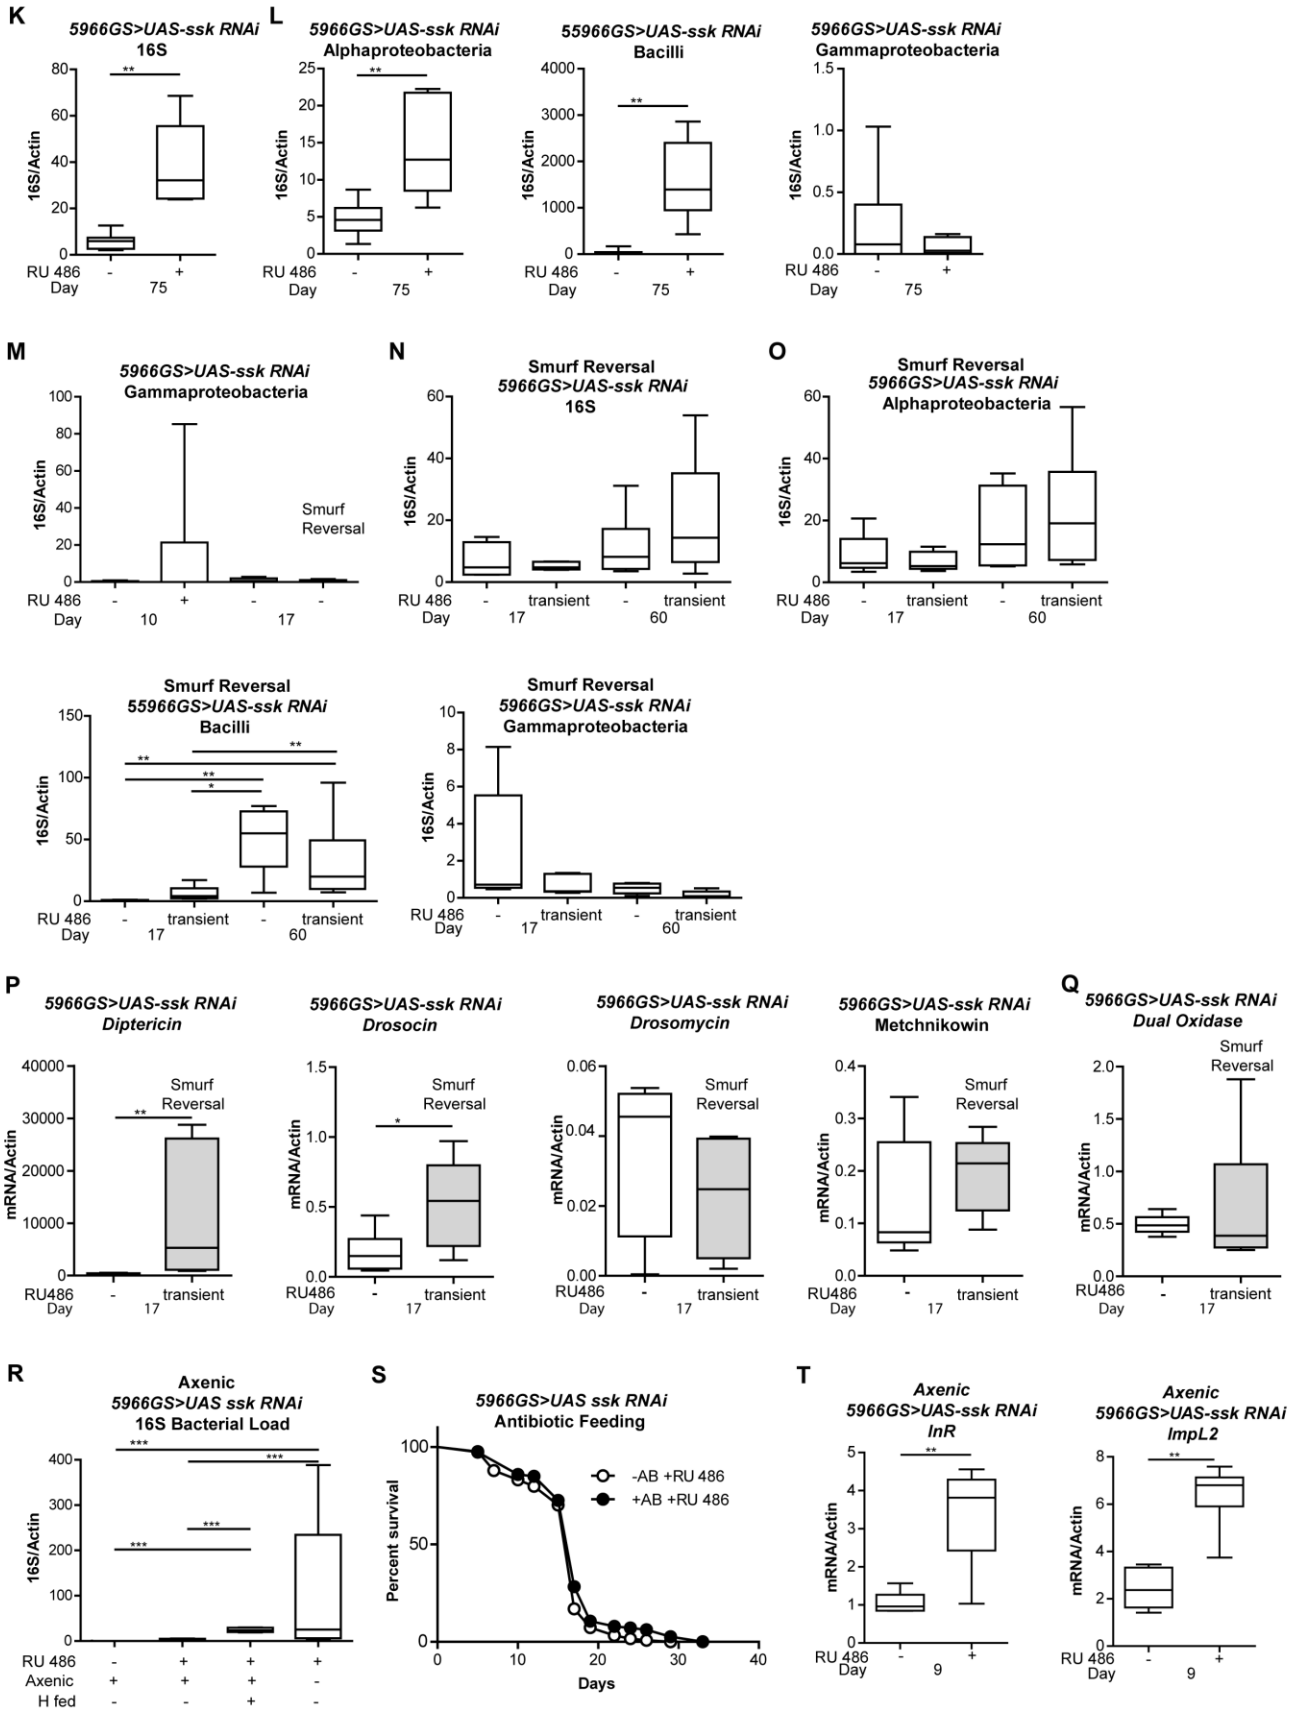 K
5966GS>UAS-ssk RNAi
16S
16S/Actin
80
60
40
20
0
**
RU 486 - +
Day 75
L
5966GS>UAS-ssk RNAi
Alphaproteobacteria
16S/Actin
25
20
15
10
5
0
**
RU 486 - +
Day 75
55966GS>UAS-ssk RNAi
Bacilli
16S/Actin
4000
3000
2000
1000
0
**
RU 486 - +
Day 75
5966GS>UAS-ssk RNAi
Gammaproteobacteria
16S/Actin
1.5
1.0
0.5
0.0
RU 486 - +
Day 75
M
5966GS>UAS-ssk RNAi
Gammaproteobacteria
16S/Actin
100
80
60
40
20
0
Smurf
Reversal
RU 486 - + - -
Day 10 17
N
Smurf Reversal
5966GS>UAS-ssk RNAi
16S
16S/Actin
60
40
20
0
RU 486 - transient - transient
Day 17 60
O
Smurf Reversal
5966GS>UAS-ssk RNAi
Alphaproteobacteria
16S/Actin
60
40
20
0
RU 486 - transient - transient
Day 17 60
Smurf Reversal
55966GS>UAS-ssk RNAi
Bacilli
16S/Actin
150
100
50
0
**
**
**
*
RU 486 - transient - transient
Day 17 60
Smurf Reversal
5966GS>UAS-ssk RNAi
Gammaproteobacteria
16S/Actin
10
8
6
4
2
0
RU 486 - transient - transient
Day 17 60
P
5966GS>UAS-ssk RNAi
Diptericin
mRNA/Actin
40000
30000
20000
10000
0
Smurf
Reversal
**
RU486 - transient
Day 17
5966GS>UAS-ssk RNAi
Drosocin
mRNA/Actin
1.5
1.0
0.5
0.0
Smurf
Reversal
*
RU486 - transient
Day 17
5966GS>UAS-ssk RNAi
Drosomycin
mRNA/Actin
0.06
0.04
0.02
0.00
Smurf
Reversal
RU486 - transient
Day 17
5966GS>UAS-ssk RNAi
Metchnikowin
mRNA/Actin
0.4
0.3
0.2
0.1
0.0
Smurf
Reversal
RU486 - transient
Day 17
Q
5966GS>UAS-ssk RNAi
Dual Oxidase
mRNA/Actin
2.0
1.5
1.0
0.5
0.0
Smurf
Reversal
RU486 - transient
Day 17
R
Axenic
5966GS>UAS ssk RNAi
16S Bacterial Load
16S/Actin
400
300
200
100
0
***
***
***
***
RU 486 - + + +
Axenic + + + -
H fed - - + -
S
5966GS>UAS ssk RNAi
Antibiotic Feeding
Percent survival
100
50
0
-AB +RU 486
+AB +RU 486
0 10 20 30 40
Days
T
Axenic
5966GS>UAS-ssk RNAi
InR
mRNA/Actin
5
4
3
2
1
0
**
RU 486 - +
Day 9
Axenic
5966GS>UAS-ssk RNAi
ImpL2
mRNA/Actin
8
6
4
2
0
**
RU 486 - +
Day 9